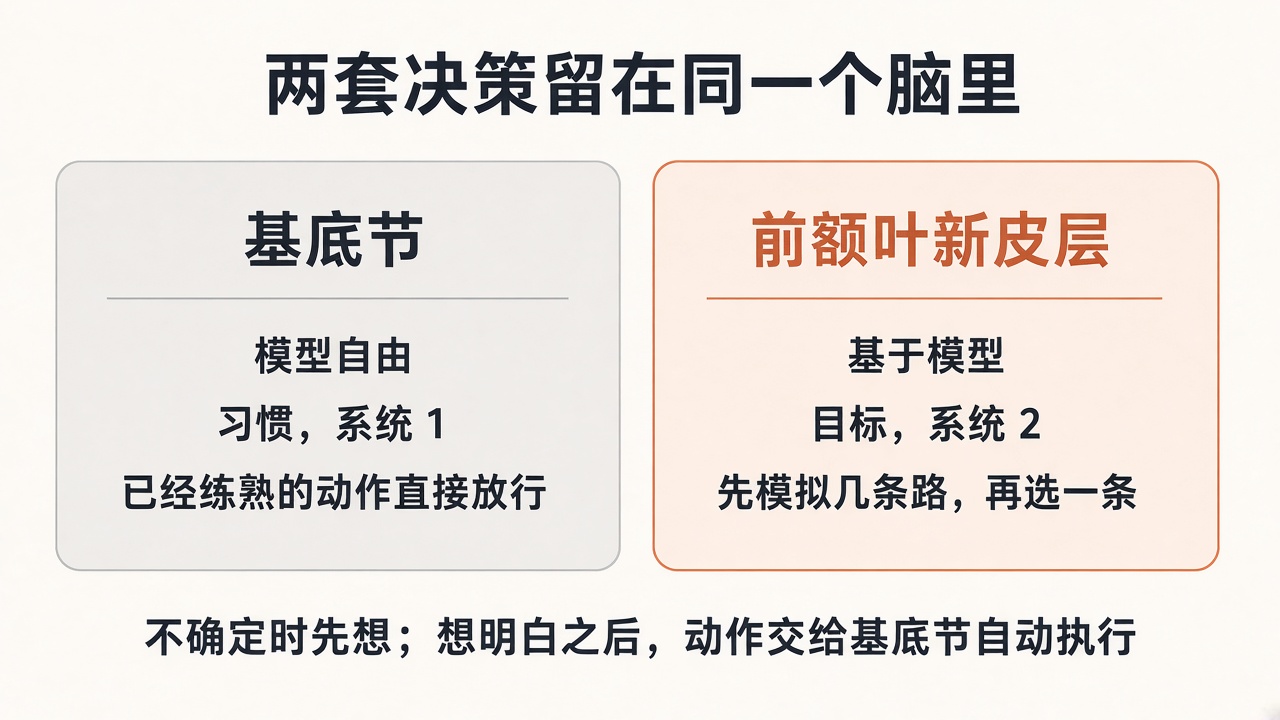 两套决策留在同一个脑里
基底节
模型自由
习惯，系统 1
已经练熟的动作直接放行
前额叶新皮层
基于模型
目标，系统 2
先模拟几条路，再选一条
不确定时先想；想明白之后，动作交给基底节自动执行